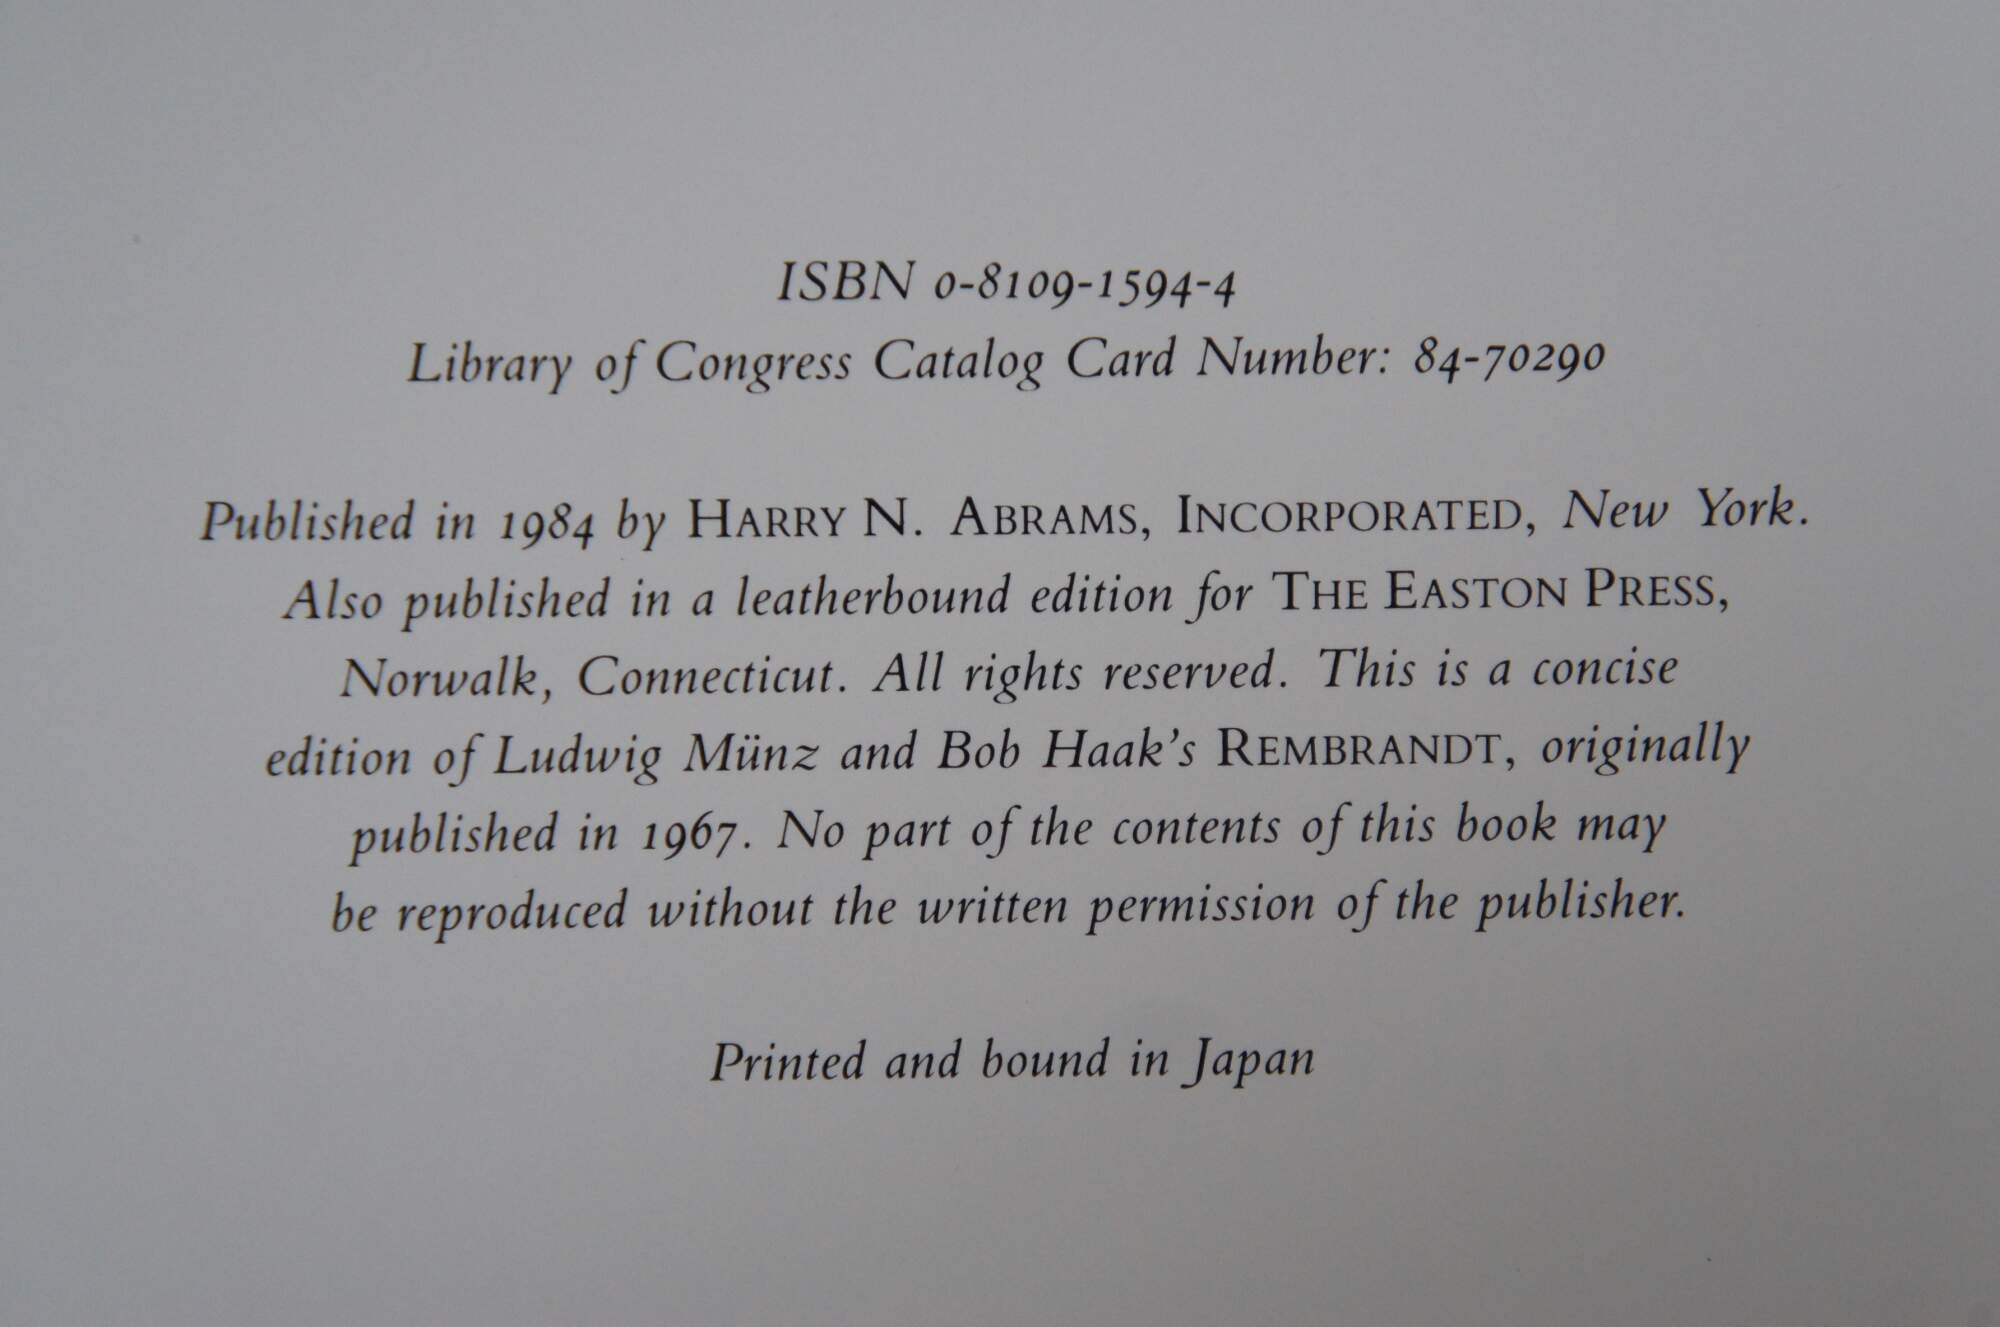 ISBN 0-8109-1594-4
Library of Congress Catalog Card Number: 84-70290
Published in 1984 by HARRY N. ABRAMS, INCORPORATED, New York.
Also published in a leatherbound edition for THE EASTON PRESS,
Norwalk, Connecticut. All rights reserved. This is a concise
edition of Ludwig Münz and Bob Haak's REMBRANDT, originally
published in 1967. No part of the contents of this book may
be reproduced without the written permission of the publisher.
Printed and bound in Japan